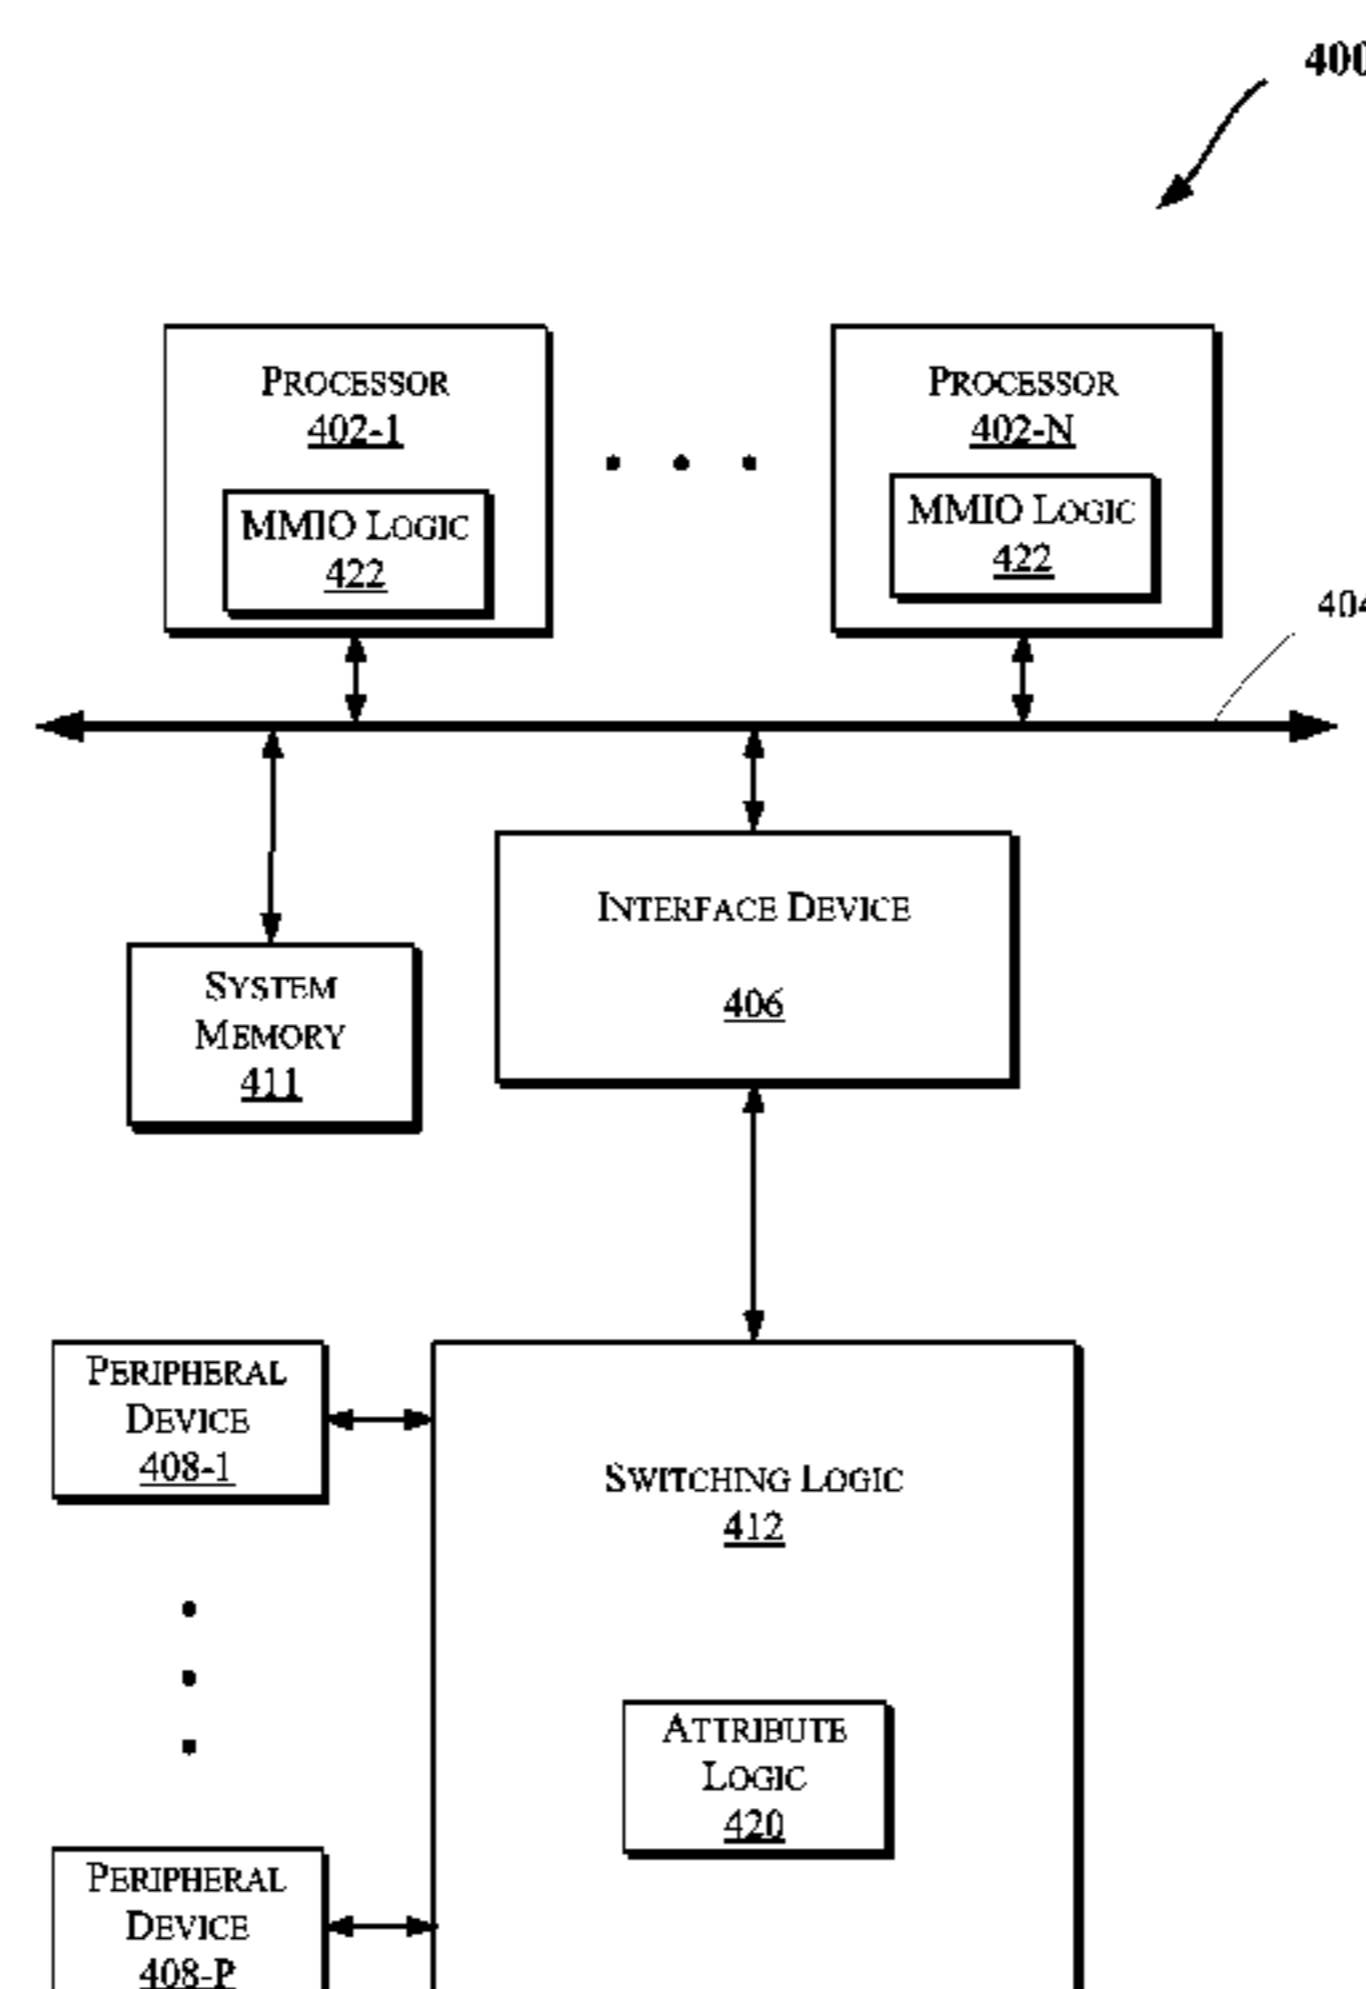 400
PROCESSOR
402-1
MMIO LOGIC
422
PROCESSOR
402-N
MMIO LOGIC
422
404
SYSTEM
MEMORY
411
INTERFACE DEVICE
406
PERIPHERAL
DEVICE
408-1
SWITCHING LOGIC
412
ATTRIBUTE
LOGIC
420
PERIPHERAL
DEVICE
408-P